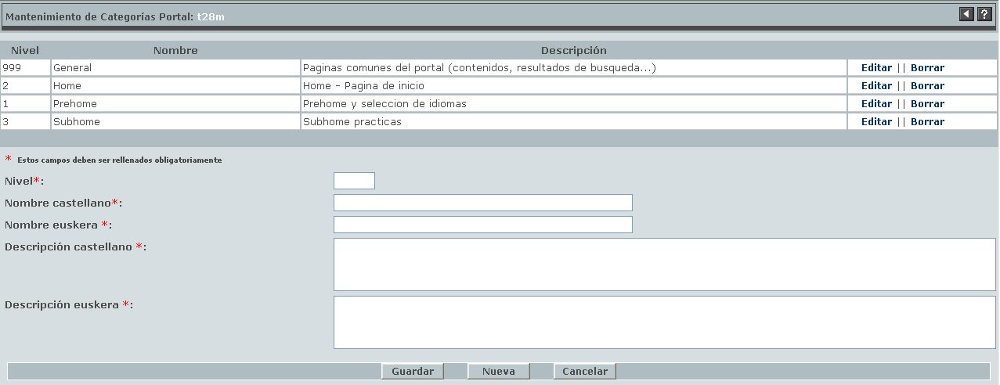 Mantenimiento de Categorías Portal: t28m ?
Nivel Nombre Descripción
999 General Paginas comunes del portal (contenidos, resultados de busqueda...) Editar || Borrar
2 Home Home - Pagina de inicio Editar || Borrar
1 Prehome Prehome y seleccion de idiomas Editar || Borrar
3 Subhome Subhome practicas Editar || Borrar
* Estos campos deben ser rellenados obligatoriamente
Nivel*:
Nombre castellano*:
Nombre euskera *:
Descripción castellano *:
Descripción euskera *:
Guardar Nueva Cancelar